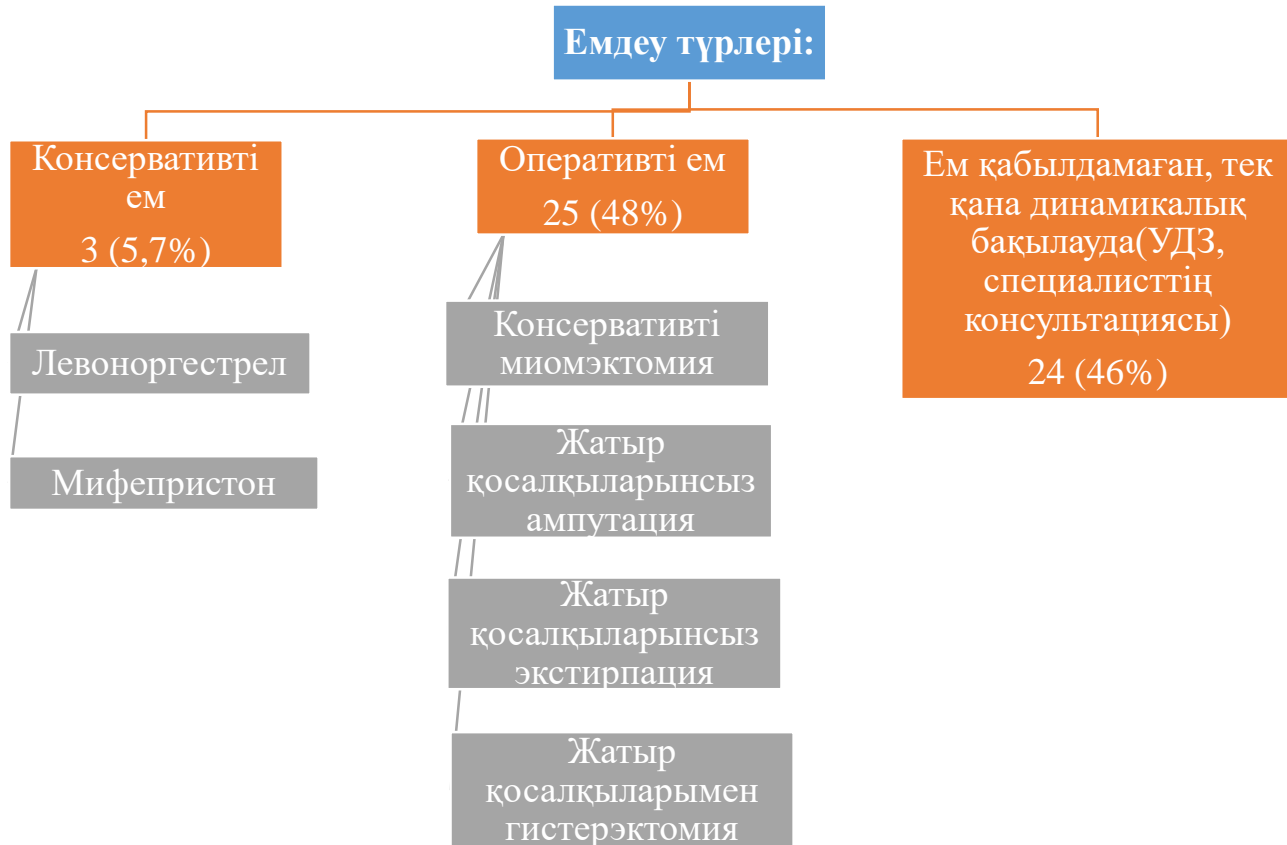 Емдеу түрлері:
Консервативті
ем
3 (5,7%)
Левоноргестрел
Мифепристон
Оперативті ем
25 (48%)
Консервативті
миомэктомия
Жатыр
қосалқыларынсыз
ампутация
Жатыр
қосалқыларынсыз
экстирпация
Жатыр
қосалқыларымен
гистерэктомия
Ем қабылдамаған, тек
қана динамикалық
бақылауда(УДЗ,
специалисттің
консультациясы)
24 (46%)